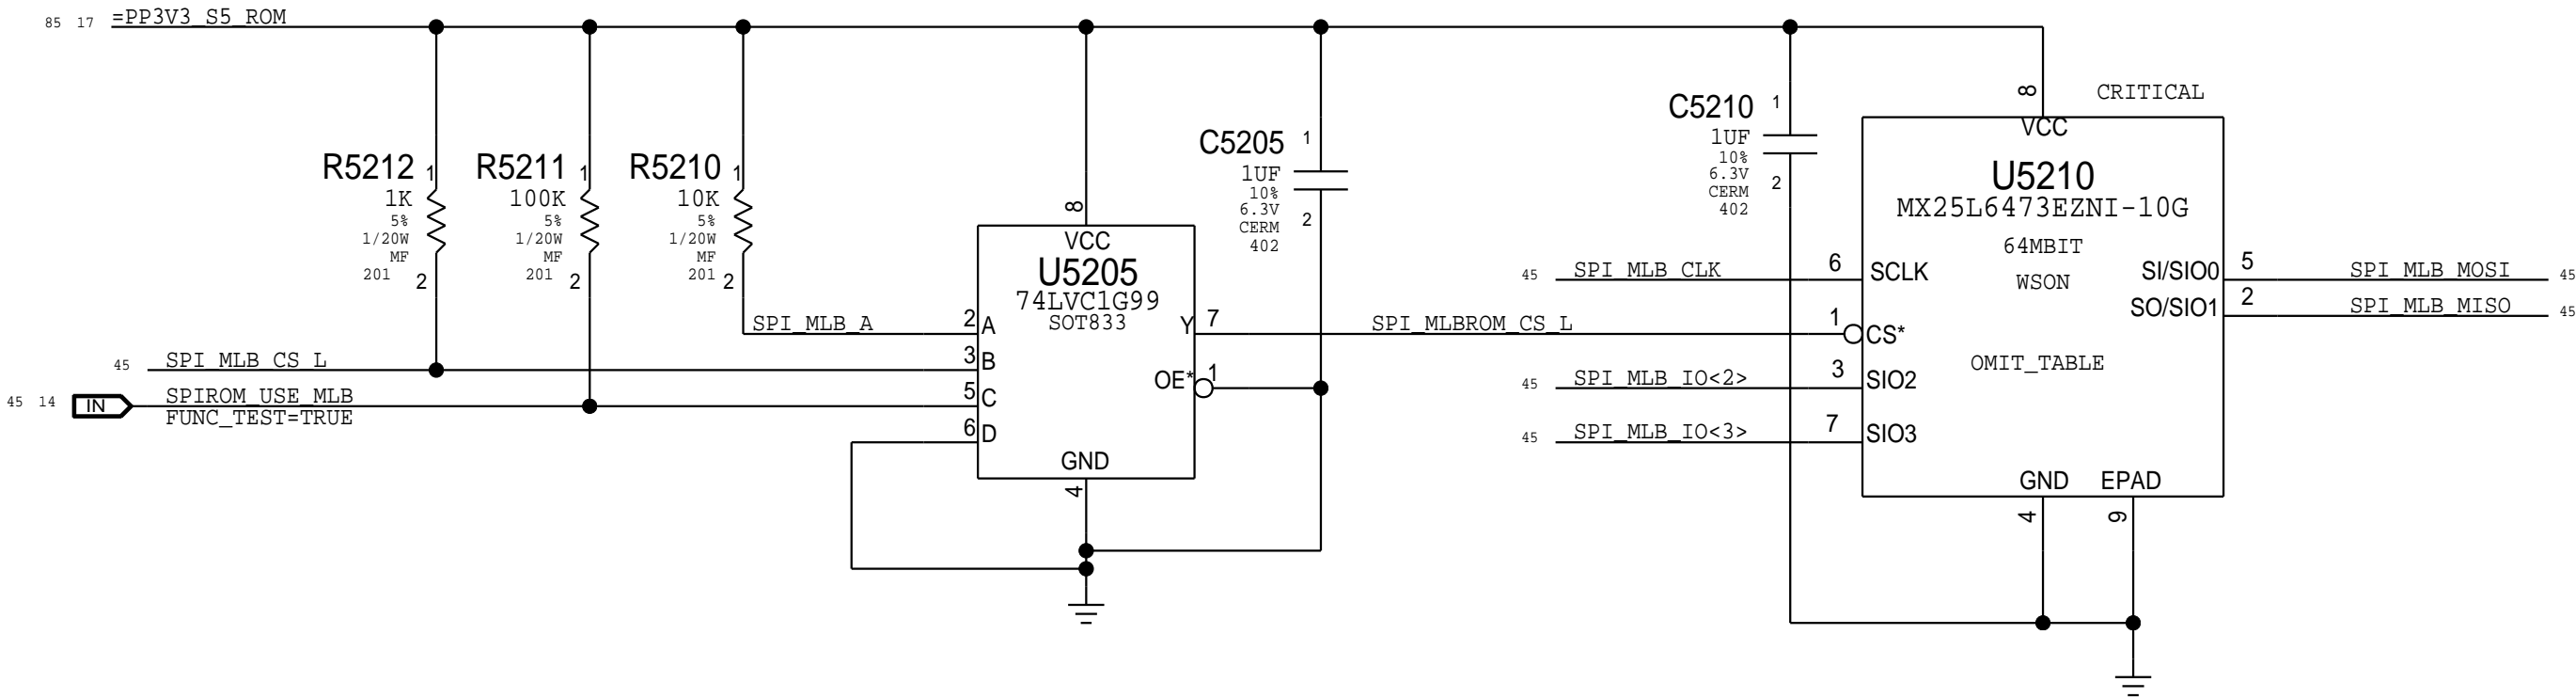 85 17 =PP3V3_S5_ROM
R5212 1
1K
5%
1/20W
MF
201 2
R5211 1
100K
5%
1/20W
MF
201 2
R5210 1
10K
5%
1/20W
MF
201 2
SPI_MLB_A
45 SPI_MLB_CS_L
45 14 IN SPIROM_USE_MLB
FUNC_TEST=TRUE
8
VCC
U5205
74LVC1G99
SOT833
2 A
3 B
5 C
6 D
Y 7
OE* 1
GND
4
C5205 1
1UF
10%
6.3V 2
CERM
402
SPI_MLBROM_CS_L
C5210 1
1UF
10%
6.3V
CERM 2
402
8 CRITICAL
VCC
U5210
MX25L6473EZNI-10G
64MBIT
WSON
OMIT_TABLE
45 SPI_MLB_CLK 6 SCLK
1 CS*
45 SPI_MLB_IO<2> 3 SIO2
45 SPI_MLB_IO<3> 7 SIO3
SI/SIO0 5 SPI_MLB_MOSI 45
SO/SIO1 2 SPI_MLB_MISO 45
GND EPAD
4 9